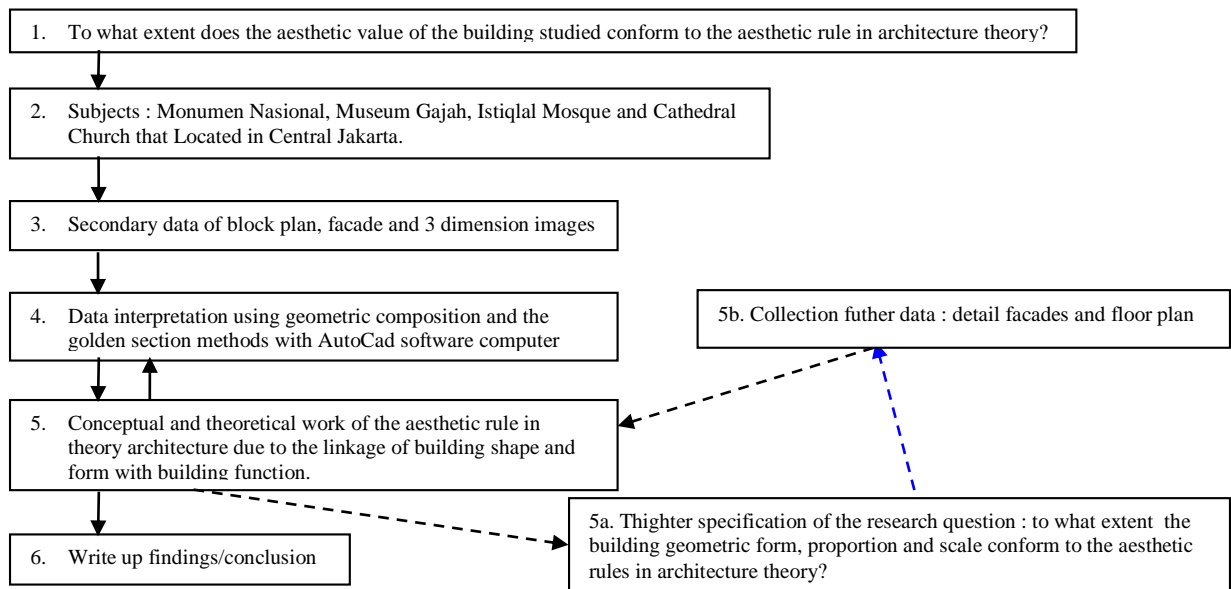 1. To what extent does the aesthetic value of the building studied conform to the aesthetic rule in architecture theory?
2. Subjects : Monumen Nasional, Museum Gajah, Istiqlal Mosque and Cathedral
Church that Located in Central Jakarta.
3. Secondary data of block plan, facade and 3 dimension images
4. Data interpretation using geometric composition and the
golden section methods with AutoCad software computer
5b. Collection futher data : detail facades and floor plan
5. Conceptual and theoretical work of the aesthetic rule in
theory architecture due to the linkage of building shape and
form with building function.
5a. Thighter specification of the research question : to what extent the
building geometric form, proportion and scale conform to the aesthetic
rules in architecture theory?
6. Write up findings/conclusion